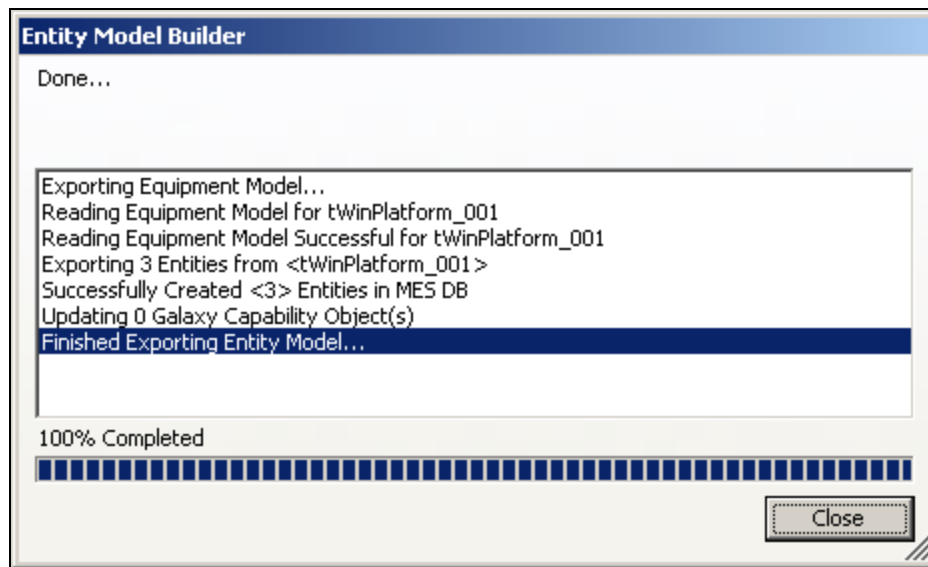 Entity Model Builder
Done...
Exporting Equipment Model...
Reading Equipment Model for tWinPlatform_001
Reading Equipment Model Successful for tWinPlatform_001
Exporting 3 Entities from <tWinPlatform_001>
Successfully Created <3> Entities in MES DB
Updating 0 Galaxy Capability Object(s)
Finished Exporting Entity Model...
100% Completed
Close